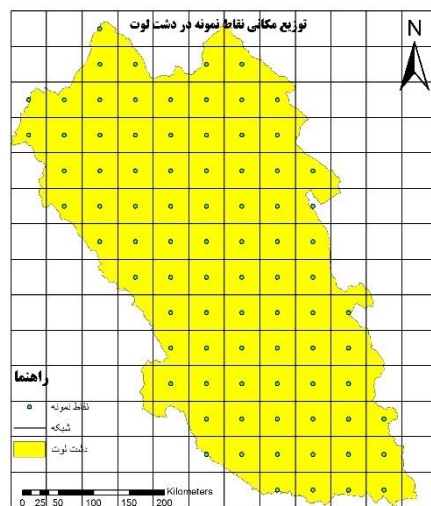 توزیع مکانی نقاط نمونه در دشت لوت
N
راهنما
نقاط نمونه
شبکه
دشت لوت
Kilometers
0 25 50 100 150 200